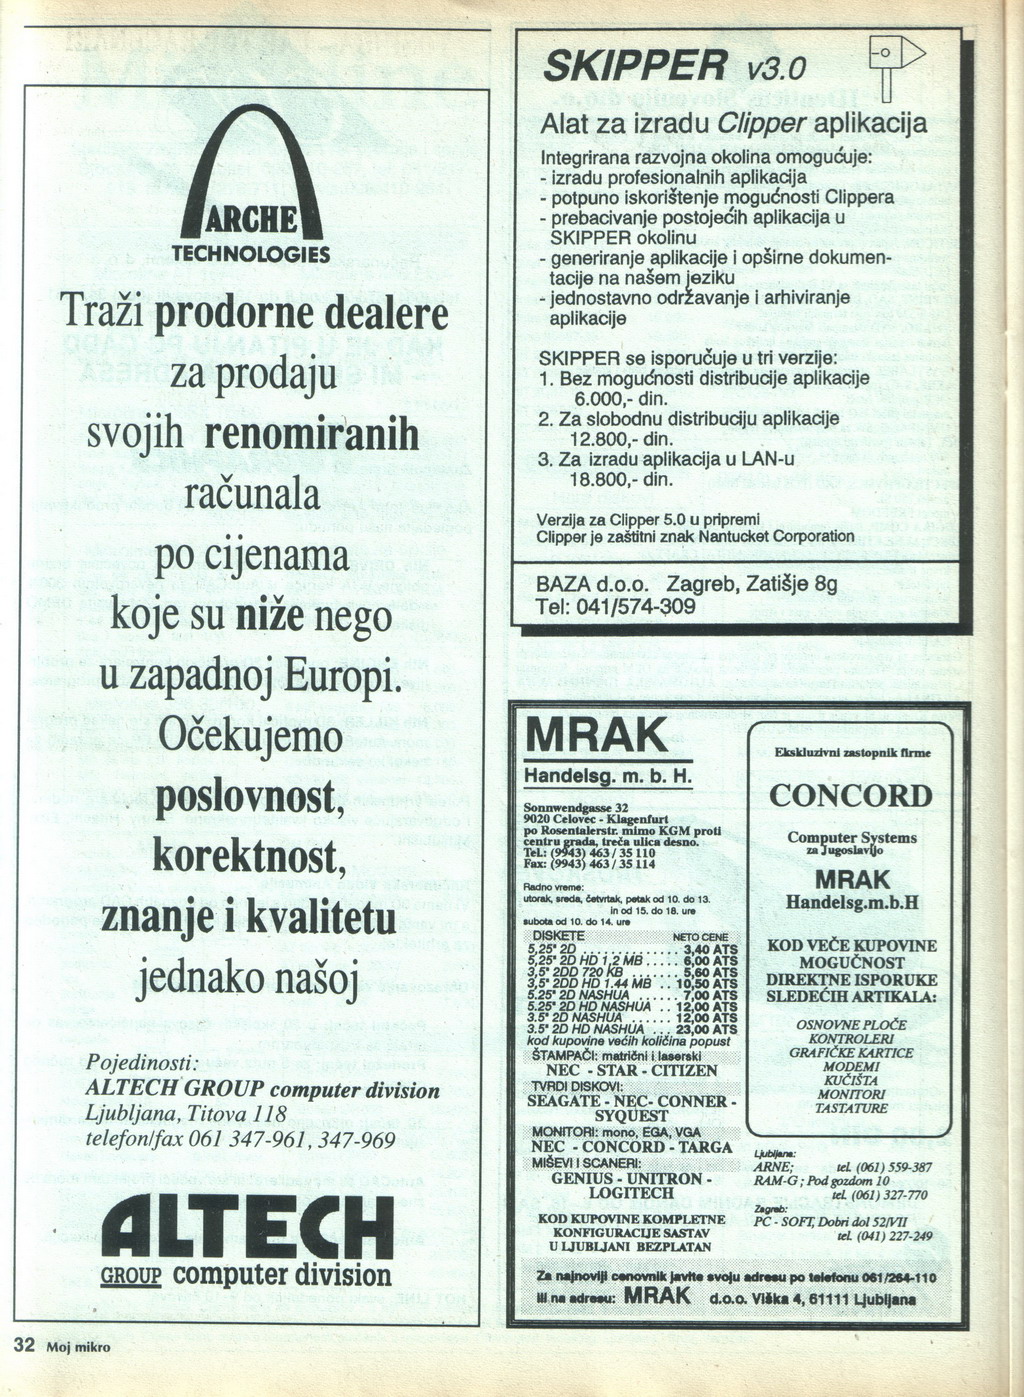 ARCHE
TECHNOLOGIES
Traži prodorne dealere
za prodaju
svojih renomiranih
računala
po cijenama
koje su niže nego
u zapadnoj Europi.
Očekujemo
poslovnost,
korektnost,
znanje i kvalitetu
jednako našoj
Pojedinosti:
ALTECH GROUP computer division
Ljubljana, Titova 118
telefon/fax 061 347-961, 347-969
ALTECH
GROUP computer division
32 Moj mikro
SKIPPER v3.0
Alat za izradu Clipper aplikacija
Integrirana razvojna okolina omogućuje:
- izradu profesionalnih aplikacija
- potpuno iskorištenje mogućnosti Clippera
- prebacivanje postojećih aplikacija u
SKIPPER okolinu
- generiranje aplikacije i opširne dokumen-
tacije na našem jeziku
- jednostavno održavanje i arhiviranje
aplikacije
SKIPPER se isporučuje u tri verzije:
1. Bez mogućnosti distribucije aplikacije
6.000,- din.
2. Za slobodnu distribuciju aplikacije
12.800,- din.
3. Za izradu aplikacija u LAN-u
18.800,- din.
Verzija za Clipper 5.0 u pripremi
Clipper je zaštitni znak Nantucket Corporation
BAZA d.o.o. Zagreb, Zatišje 8g
Tel: 041/574-309
MRAK
Handelsg. m. b. H.
Sonnwendgasse 32
9020 Celovec - Klagenfurt
po Rosentalerstr. mimo KGM proti
centru grada, treća ulica desno.
Tel.: (9943) 463 / 35 110
Fax: (9943) 463 / 35 114
Radno vreme:
utorak, sreda, četvrtak, petak od 10. do 13.
in od 15. do 18. ure
subota od 10. do 14. ure
DISKETE NETO CENE
5,25" 2D ............ 3,40 ATS
5,25" 2D HD 1,2 MB ..... 6,00 ATS
3,5" 2DD 720 KB ....... 5,60 ATS
3,5" 2DD HD 1.44 MB .. 10,50 ATS
5.25" 2D NASHUA ...... 7,00 ATS
5.25" 2D HD NASHUA .. 12,00 ATS
3.5" 2D NASHUA ...... 12,00 ATS
3.5" 2D HD NASHUA ... 23,00 ATS
kod kupovine većih količina popust
ŠTAMPAČI: matrični i laserski
NEC - STAR - CITIZEN
TVRDI DISKOVI:
SEAGATE - NEC- CONNER -
SYQUEST
MONITORI: mono, EGA, VGA
NEC - CONCORD - TARGA
MIŠEVI I SCANERI:
GENIUS - UNITRON -
LOGITECH
KOD KUPOVINE KOMPLETNE
KONFIGURACIJE SASTAV
U LJUBLJANI BEZPLATAN
Ekskluzivni zastopnik firme
CONCORD
Computer Systems
za Jugoslavijo
MRAK
Handelsg.m.b.H
KOD VEČE KUPOVINE
MOGUČNOST
DIREKTNE ISPORUKE
SLEDEĆIH ARTIKALA:
OSNOVNE PLOČE
KONTROLERI
GRAFIČKE KARTICE
MODEMI
KUČIŠTA
MONITORI
TASTATURE
Ljubljana:
ARNE; tel. (061) 559-387
RAM-G ; Pod gozdom 10
tel. (061) 327-770
Zagreb:
PC - SOFT, Dobri dol 52/VII
tel. (041) 227-249
Za najnoviji cenovnik javite svoju adresu po telefonu 061/264-110
ili na adresu: MRAK d.o.o. Viška 4, 61111 Ljubljana